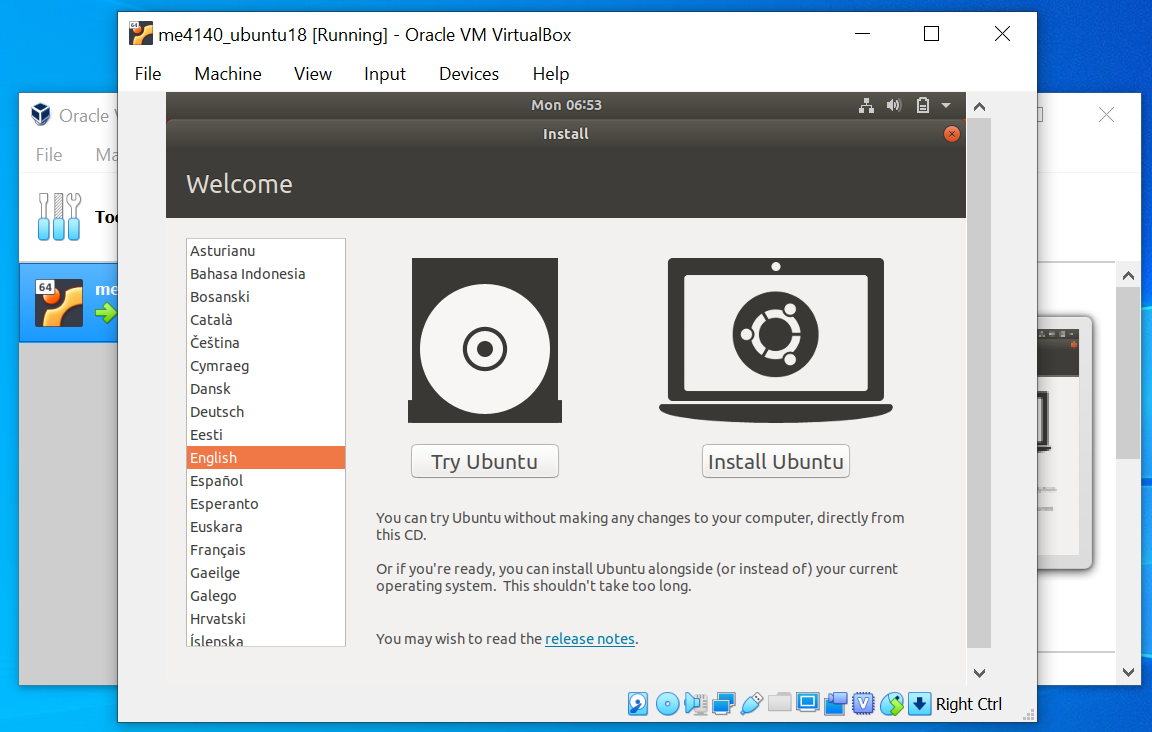 me4140_ubuntu18 [Running] - Oracle VM VirtualBox
File Machine View Input Devices Help
Oracle
File
Mon 06:53
Install
Welcome
64
Asturianu
Bahasa Indonesia
Bosanski
Català
Čeština
Cymraeg
Dansk
Deutsch
Eesti
English
Español
Esperanto
Euskara
Français
Gaeilge
Galego
Hrvatski
Íslenska
Try Ubuntu
Install Ubuntu
You can try Ubuntu without making any changes to your computer, directly from
this CD.
Or if you're ready, you can install Ubuntu alongside (or instead of) your current
operating system. This shouldn't take too long.
You may wish to read the release notes.
V
Right Ctrl